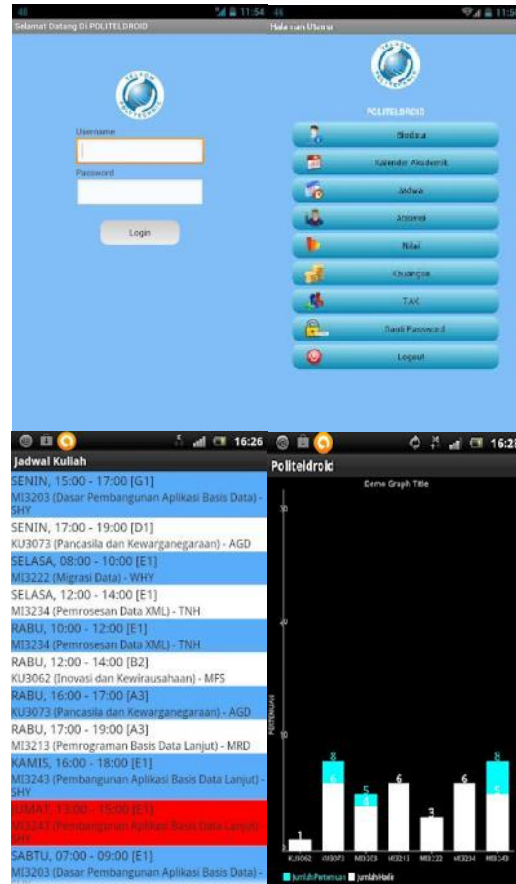 48
11:54
Selamat Datang Di POLITELDROID
Username
Password
Login
Halaman Utama
POLITELDROID
Biodata
Kalender Akademik
Jadwal
Absensi
Nilai
Keuangan
TAK
Ganti Password
Logout
16:26
Jadwal Kuliah
SENIN, 15:00 - 17:00 [G1]
MI3203 (Dasar Pembangunan Aplikasi Basis Data) -
SHY
SENIN, 17:00 - 19:00 [D1]
KU3073 (Pancasila dan Kewarganegaraan) - AGD
SELASA, 08:00 - 10:00 [E1]
MI3222 (Migrasi Data) - WHY
SELASA, 12:00 - 14:00 [E1]
MI3234 (Pemrosesan Data XML) - TNH
RABU, 10:00 - 12:00 [E1]
MI3234 (Pemrosesan Data XML) - TNH
RABU, 12:00 - 14:00 [B2]
KU3062 (Inovasi dan Kewirausahaan) - MFS
RABU, 16:00 - 17:00 [A3]
KU3073 (Pancasila dan Kewarganegaraan) - AGD
RABU, 17:00 - 19:00 [A3]
MI3213 (Pemrograman Basis Data Lanjut) - MRD
KAMIS, 16:00 - 18:00 [E1]
MI3243 (Pembangunan Aplikasi Basis Data Lanjut) -
SHY
JUMAT, 13:00 - 15:00 [E1]
MI3243 (Pembangunan Aplikasi Basis Data Lanjut) -
SHY
SABTU, 07:00 - 09:00 [E1]
MI3203 (Dasar Pembangunan Aplikasi Basis Data) -
16:28
Politeldroid
Demo Graph Title
PERTEMUAN
10
1
8
6
5
4
6
3
6
8
5
KU3062 KU3073 MI3203 MI3213 MI3222 MI3234 MI3243
Jumlah Pertemuan Jumlah Hadir